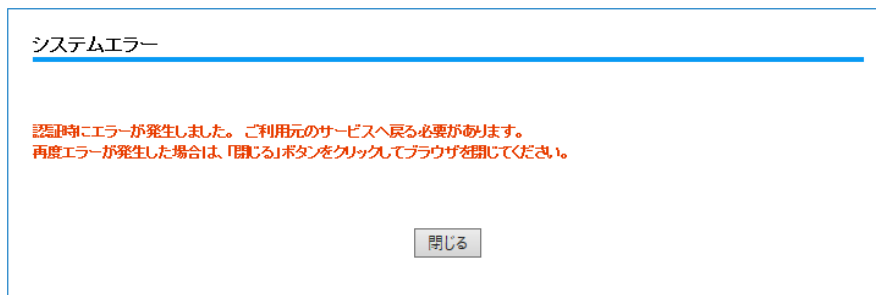 システムエラー
認証時にエラーが発生しました。ご利用元のサービスへ戻る必要があります。
再度エラーが発生した場合は、「閉じる」ボタンをクリックしてブラウザを閉じてください。
閉じる